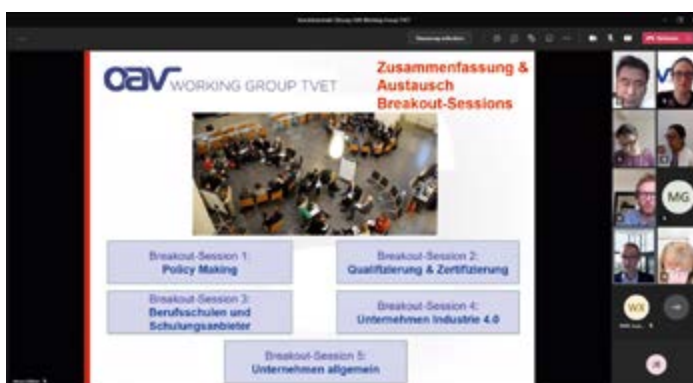 oav WORKING GROUP TVET
Zusammenfassung &
Austausch
Breakout-Sessions
Breakout-Session 1:
Policy Making
Breakout-Session 2:
Qualifizierung & Zertifizierung
Breakout-Session 3:
Berufsschulen und
Schulungsanbieter
Breakout-Session 4:
Unternehmen Industrie 4.0
Breakout-Session 5:
Unternehmen allgemein
MG
WX